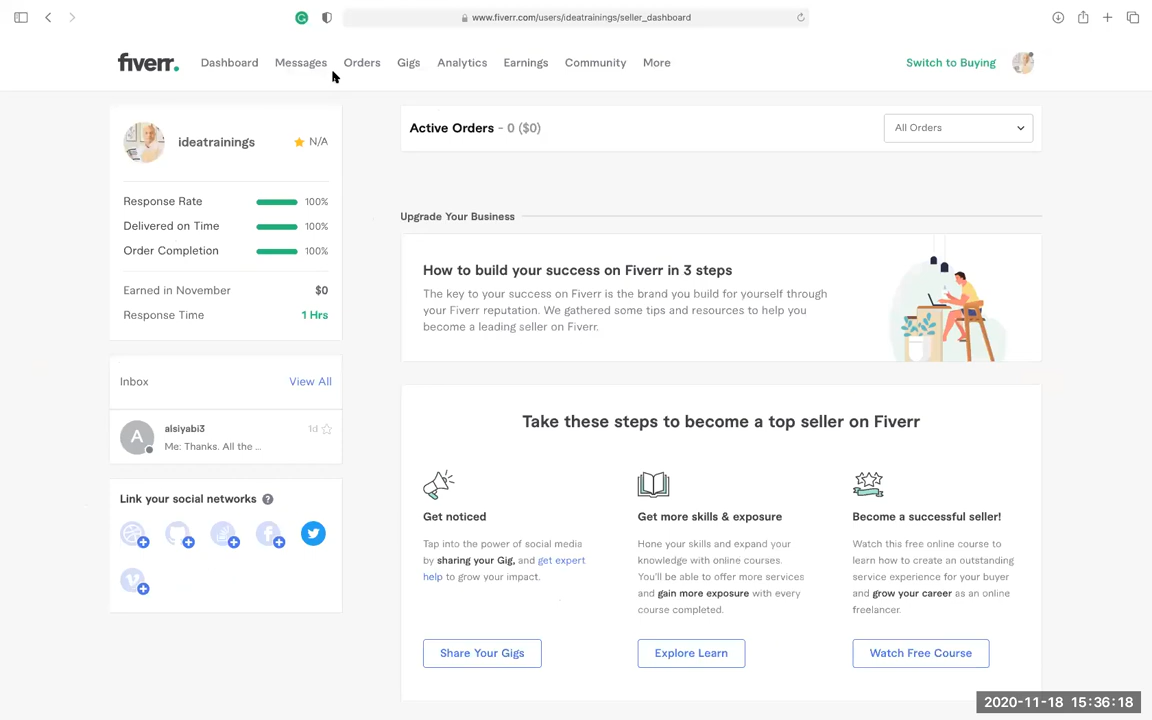 www.fiverr.com/users/ideatrainings/seller_dashboard
fiverr.
Dashboard
Messages
Orders
Gigs
Analytics
Earnings
Community
More
Switch to Buying
ideatrainings
N/A
Response Rate
100%
Delivered on Time
100%
Order Completion
100%
Earned in November
$0
Response Time
1 Hrs
Inbox
View All
A
alsiyabi3
1d
Me: Thanks. All the ...
Link your social networks
Active Orders - 0 ($0)
All Orders
Upgrade Your Business
How to build your success on Fiverr in 3 steps
The key to your success on Fiverr is the brand you build for yourself through
your Fiverr reputation. We gathered some tips and resources to help you
become a leading seller on Fiverr.
Take these steps to become a top seller on Fiverr
Get noticed
Tap into the power of social media
by sharing your Gig, and get expert
help to grow your impact.
Share Your Gigs
Get more skills & exposure
Hone your skills and expand your
knowledge with online courses.
You'll be able to offer more services
and gain more exposure with every
course completed.
Explore Learn
Become a successful seller!
Watch this free online course to
learn how to create an outstanding
service experience for your buyer
and grow your career as an online
freelancer.
Watch Free Course
2020-11-18 15:36:18